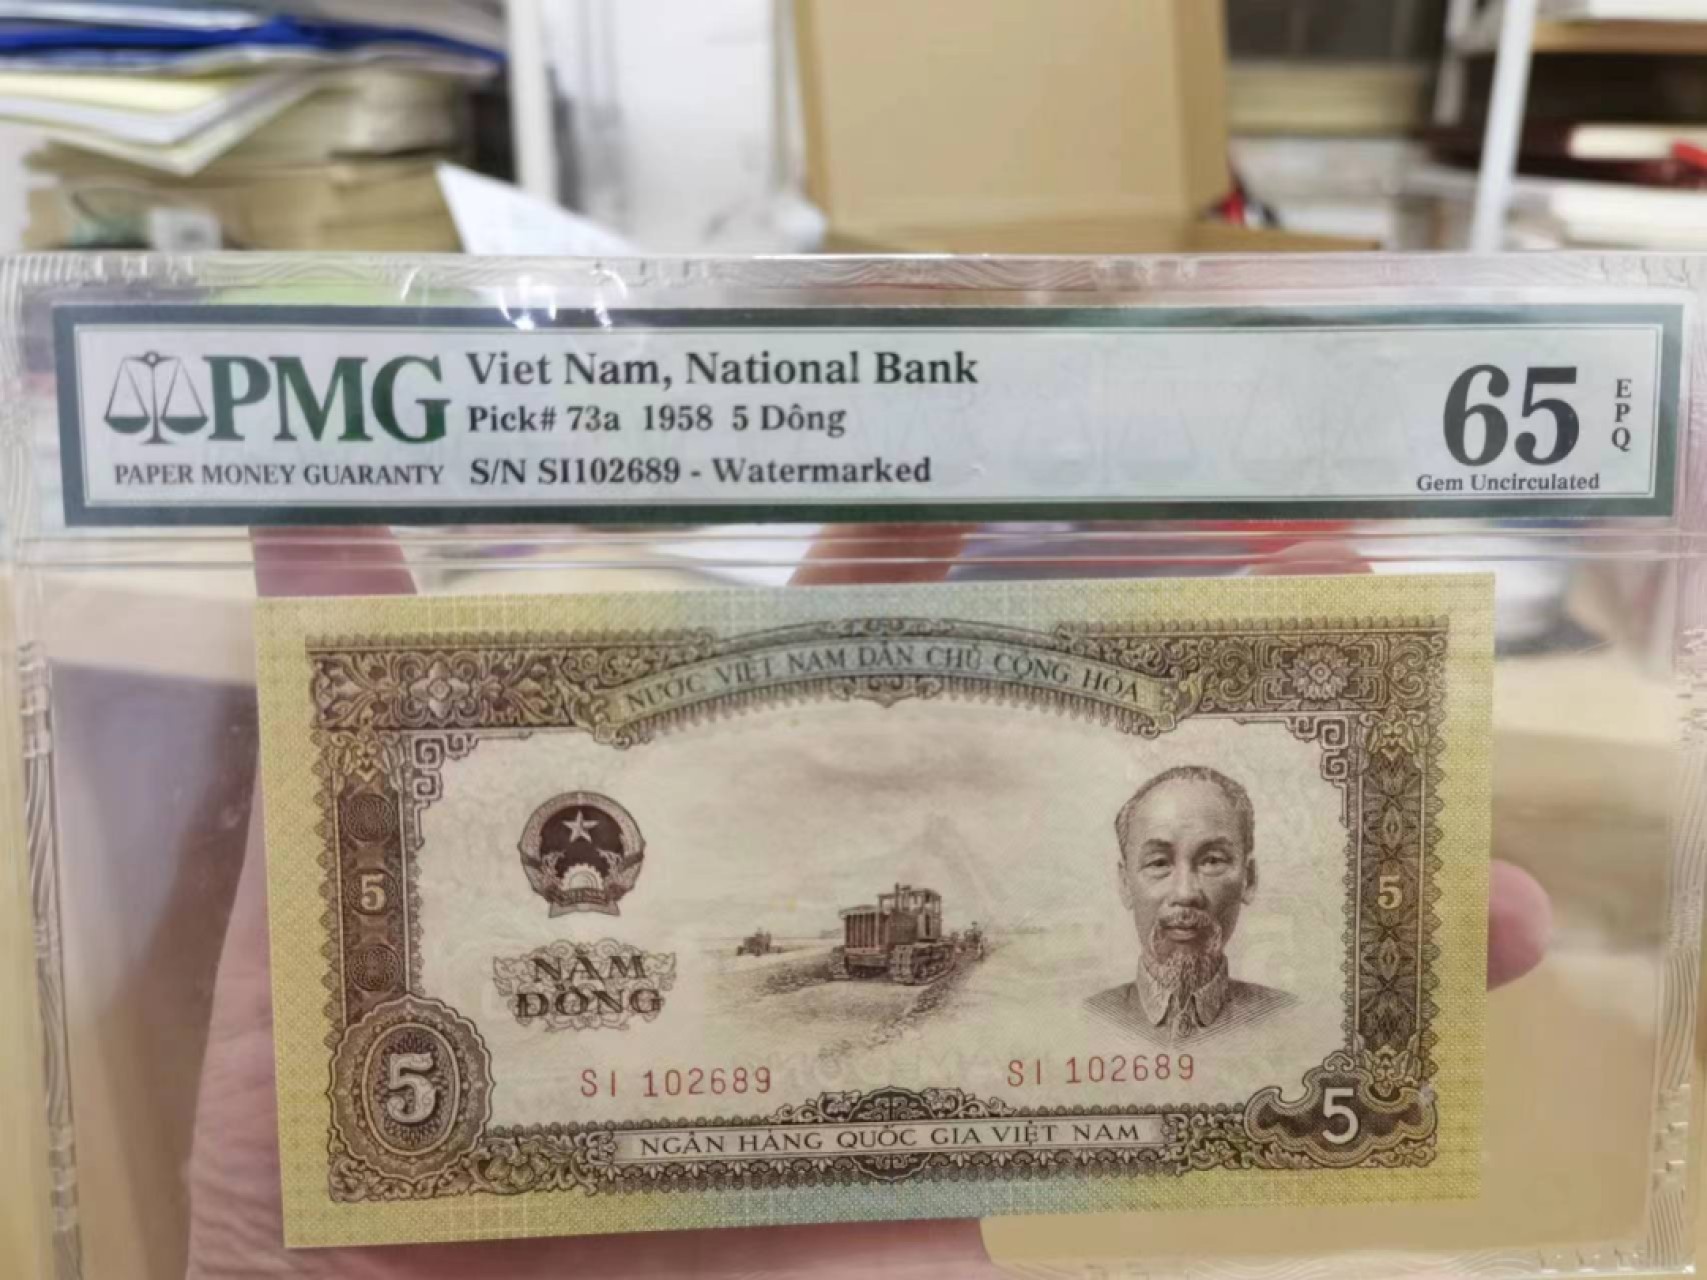 PMG
PAPER MONEY GUARANTY
Viet Nam, National Bank
Pick# 73a 1958 5 Dông
S/N SI102689 - Watermarked
65
EPQ
Gem Uncirculated
NƯỚC VIỆT NAM DÂN CHỦ CỘNG HÒA
5
5
NĂM
ĐỒNG
SI 102689
SI 102689
5
5
NGÂN HÀNG QUỐC GIA VIỆT NAM